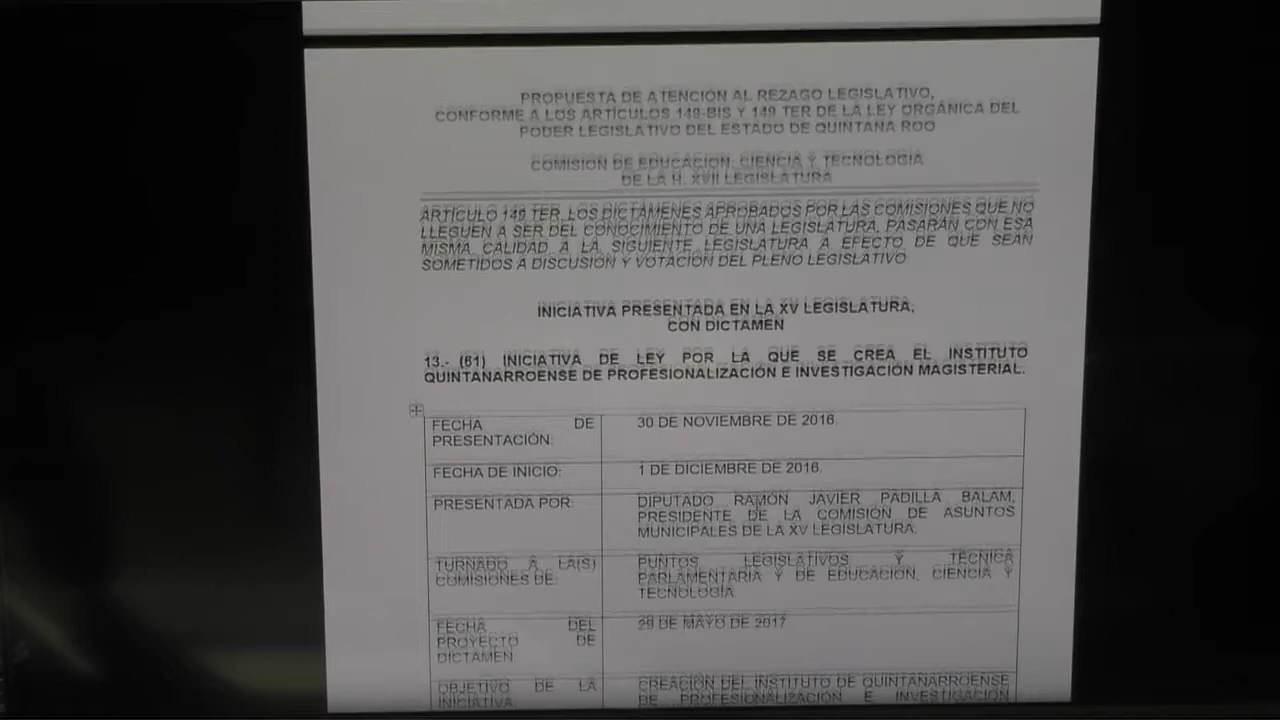 PROPUESTA DE ATENCIÓN AL REZAGO LEGISLATIVO,
CONFORME A LOS ARTÍCULOS 149-BIS Y 149 TER DE LA LEY ORGÁNICA DEL
PODER LEGISLATIVO DEL ESTADO DE QUINTANA ROO
COMISIÓN DE EDUCACIÓN, CIENCIA Y TECNOLOGÍA
DE LA H. XVII LEGISLATURA
ARTÍCULO 149 TER. LOS DICTÁMENES APROBADOS POR LAS COMISIONES QUE NO
LLEGUEN A SER DEL CONOCIMIENTO DE UNA LEGISLATURA, PASARÁN CON ESA
MISMA CALIDAD A LA SIGUIENTE LEGISLATURA A EFECTO DE QUE SEAN
SOMETIDOS A DISCUSIÓN Y VOTACIÓN DEL PLENO LEGISLATIVO
INICIATIVA PRESENTADA EN LA XV LEGISLATURA,
CON DICTAMEN
13.- (61) INICIATIVA DE LEY POR LA QUE SE CREA EL INSTITUTO
QUINTANARROENSE DE PROFESIONALIZACIÓN E INVESTIGACIÓN MAGISTERIAL.
FECHA DE
PRESENTACIÓN:
30 DE NOVIEMBRE DE 2016.
FECHA DE INICIO:
1 DE DICIEMBRE DE 2016.
PRESENTADA POR:
DIPUTADO RAMÓN JAVIER PADILLA BALAM,
PRESIDENTE DE LA COMISIÓN DE ASUNTOS
MUNICIPALES DE LA XV LEGISLATURA.
TURNADO A LA(S)
COMISIONES DE:
PUNTOS LEGISLATIVOS Y TÉCNICA
PARLAMENTARIA Y DE EDUCACIÓN, CIENCIA Y
TECNOLOGÍA
FECHA DEL
PROYECTO DE
DICTAMEN
29 DE MAYO DE 2017
OBJETIVO DE LA
INICIATIVA
CREACIÓN DEL INSTITUTO DE QUINTANARROENSE
DE PROFESIONALIZACIÓN E INVESTIGACIÓN